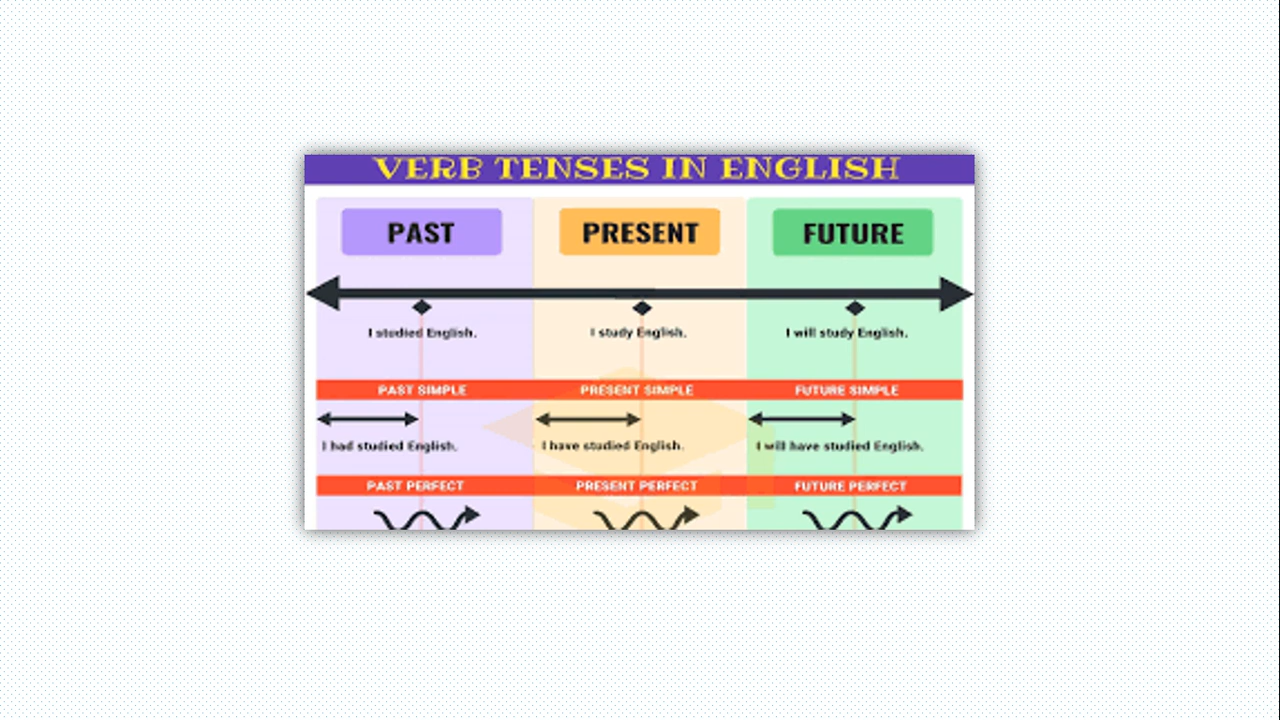 VERB TENSES IN ENGLISH
PAST PRESENT FUTURE
I studied English. I study English. I will study English.
PAST SIMPLE PRESENT SIMPLE FUTURE SIMPLE
I had studied English. I have studied English. I will have studied English.
PAST PERFECT PRESENT PERFECT FUTURE PERFECT